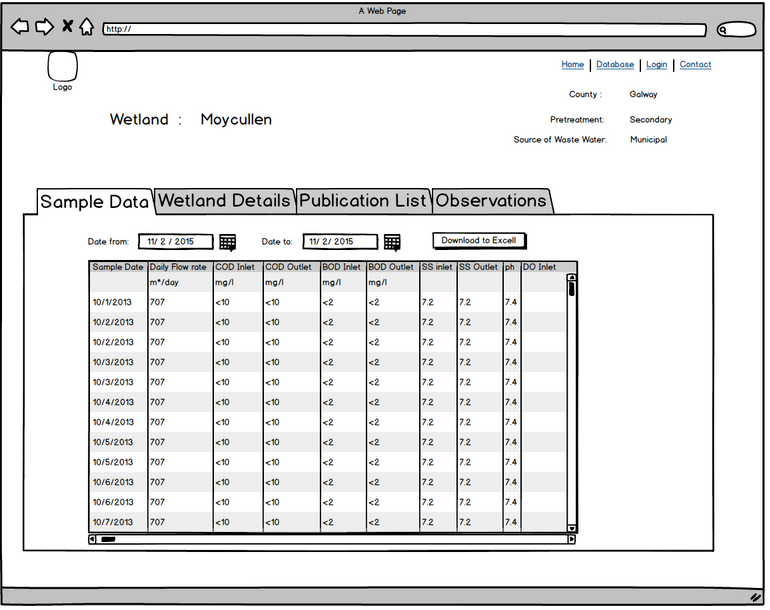 A Web Page
http://
Logo
Home | Database | Login | Contact
County : Galway
Wetland : Moycullen
Pretreatment: Secondary
Source of Waste Water: Municipal
Sample Data Wetland Details Publication List Observations
Date from: 11/ 2 / 2015 Date to: 11/ 2 / 2015 Download to Excell
Sample Date Daily Flow rate COD Inlet COD Outlet BOD Inlet BOD Outlet SS inlet SS Outlet ph DO Inlet
m*/day mg/l mg/l mg/l mg/l
10/1/2013 707 <10 <10 <2 <2 7.2 7.2 7.4
10/2/2013 707 <10 <10 <2 <2 7.2 7.2 7.4
10/2/2013 707 <10 <10 <2 <2 7.2 7.2 7.4
10/3/2013 707 <10 <10 <2 <2 7.2 7.2 7.4
10/3/2013 707 <10 <10 <2 <2 7.2 7.2 7.4
10/4/2013 707 <10 <10 <2 <2 7.2 7.2 7.4
10/4/2013 707 <10 <10 <2 <2 7.2 7.2 7.4
10/5/2013 707 <10 <10 <2 <2 7.2 7.2 7.4
10/5/2013 707 <10 <10 <2 <2 7.2 7.2 7.4
10/6/2013 707 <10 <10 <2 <2 7.2 7.2 7.4
10/6/2013 707 <10 <10 <2 <2 7.2 7.2 7.4
10/7/2013 707 <10 <10 <2 <2 7.2 7.2 7.4